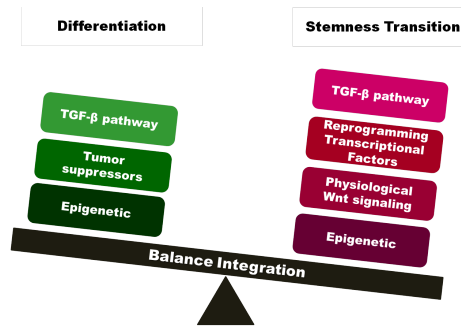 Differentiation
Stemness Transition
TGF-β pathway
Tumor
suppressors
Epigenetic
TGF-β pathway
Reprogramming
Transcriptional
Factors
Physiological
Wnt signaling
Epigenetic
Balance Integration